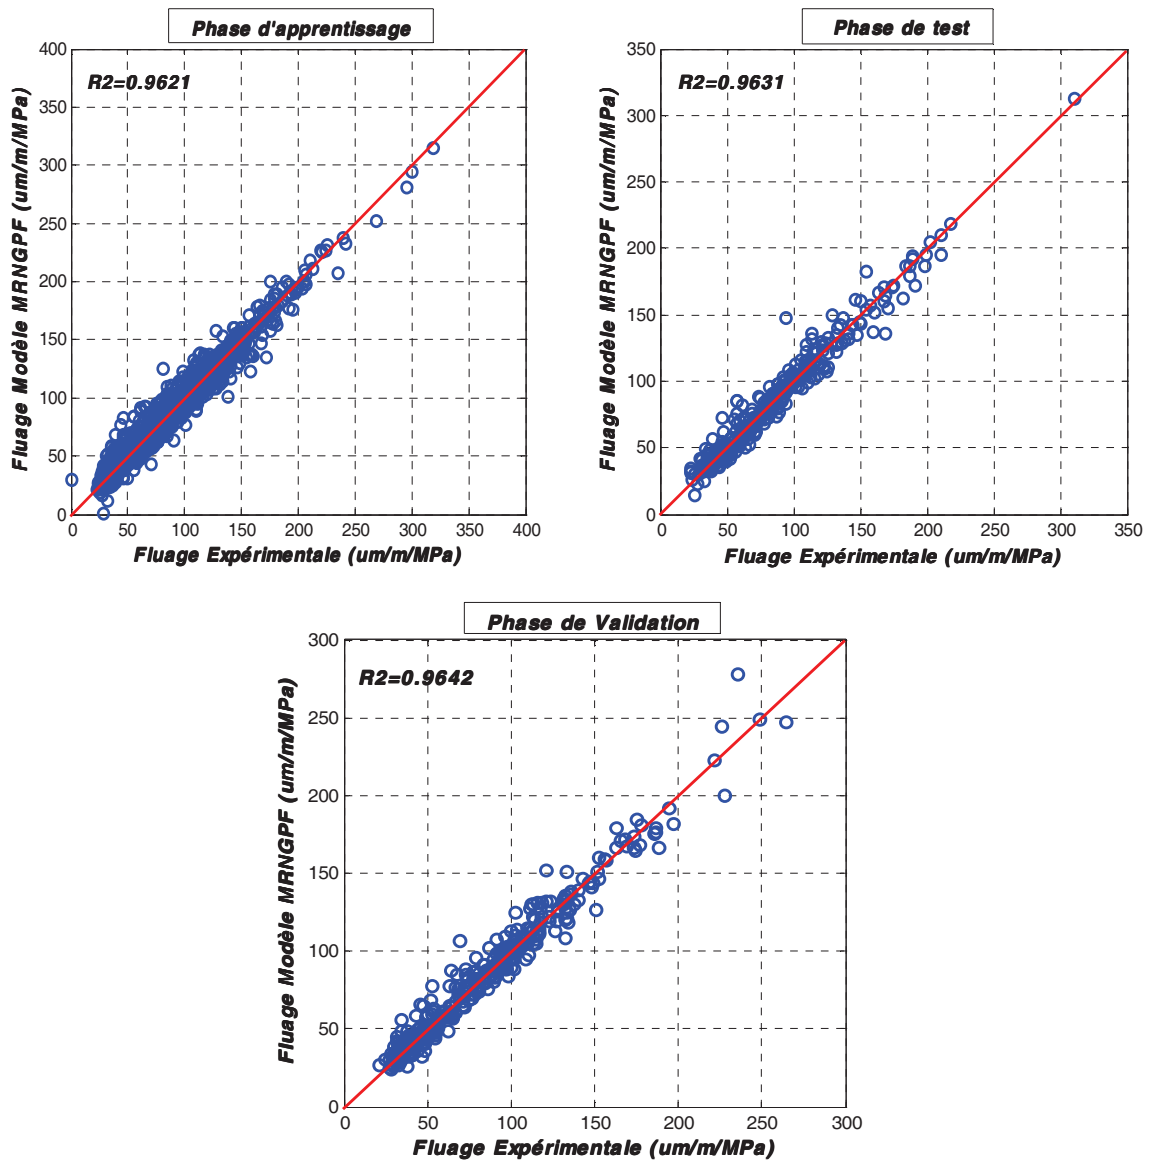 Phase d'apprentissage
R2=0.9621
400
350
300
250
200
150
100
50
0
0 50 100 150 200 250 300 350 400
Fluage Modèle MRNGPF (um/m/MPa)
Fluage Expérimentale (um/m/MPa)
Phase de test
R2=0.9631
350
300
250
200
150
100
50
0
0 50 100 150 200 250 300 350
Fluage Modèle MRNGPF (um/m/MPa)
Fluage Expérimentale (um/m/MPa)
Phase de Validation
R2=0.9642
300
250
200
150
100
50
0
0 50 100 150 200 250 300
Fluage Modèle MRNGPF (um/m/MPa)
Fluage Expérimentale (um/m/MPa)